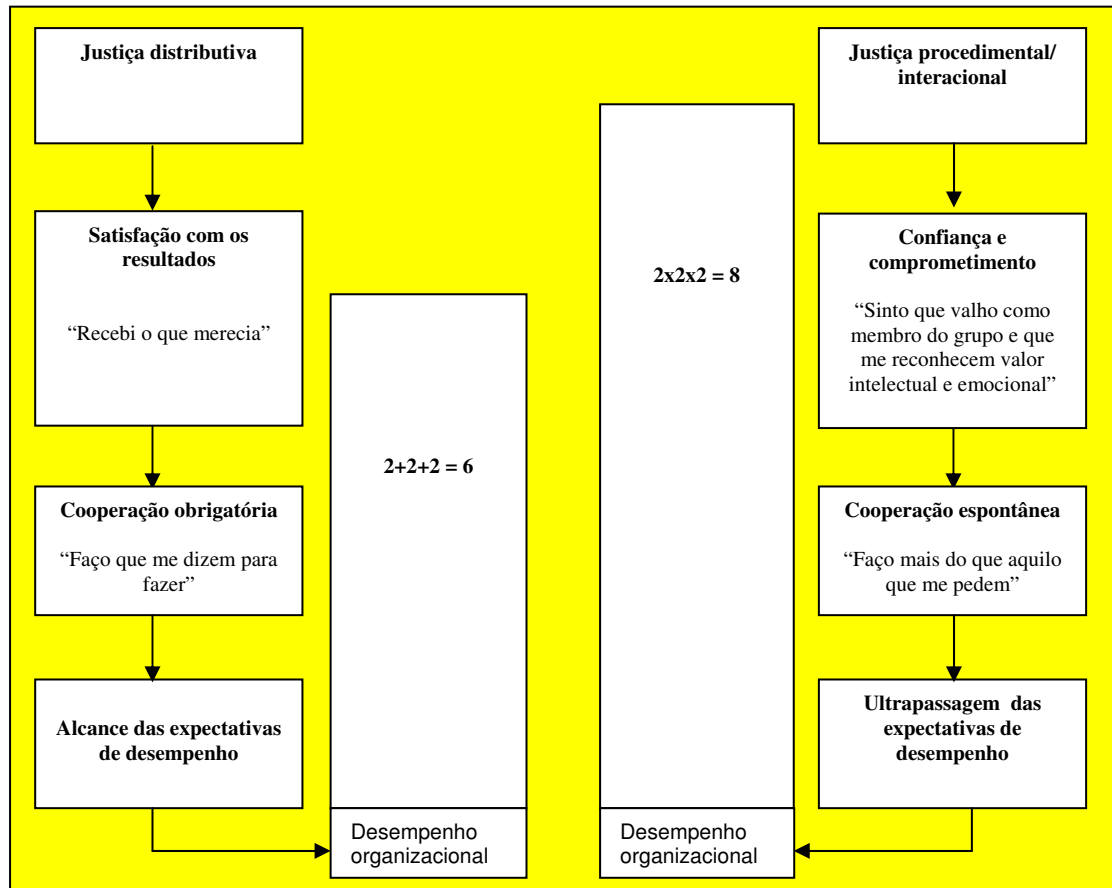 Justiça distributiva
Satisfação com os
resultados
“Recebi o que merecia”
Cooperação obrigatória
“Faço que me dizem para
fazer”
Alcance das expectativas
de desempenho
2+2+2 = 6
Desempenho
organizacional
2x2x2 = 8
Desempenho
organizacional
Justiça procedimental/
interacional
Confiança e
comprometimento
“Sinto que valho como
membro do grupo e que
me reconhecem valor
intelectual e emocional”
Cooperação espontânea
“Faço mais do que aquilo
que me pedem”
Ultrapassagem das
expectativas de
desempenho